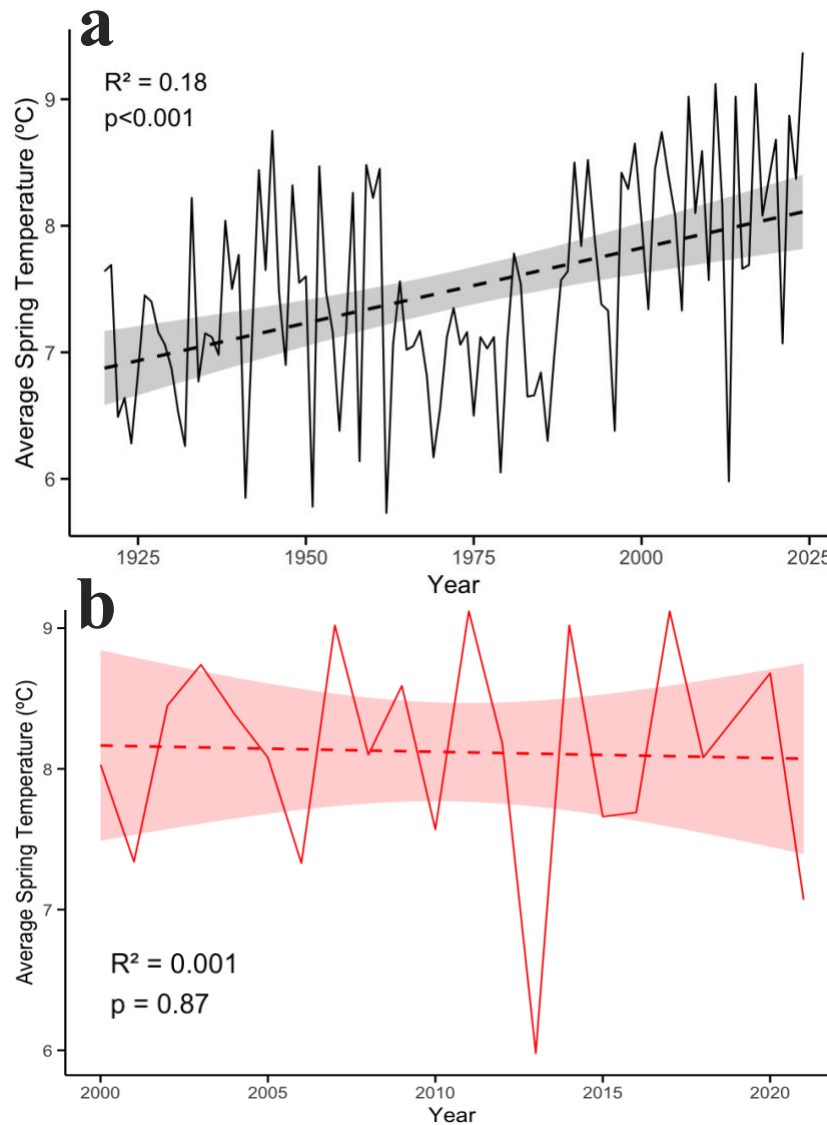 a
R² = 0.18
p<0.001
Average Spring Temperature (ºC)
9
8
7
6
1925 1950 1975 2000 2025
Year
b
Average Spring Temperature (ºC)
9
8
7
6
R² = 0.001
p = 0.87
2000 2005 2010 2015 2020
Year